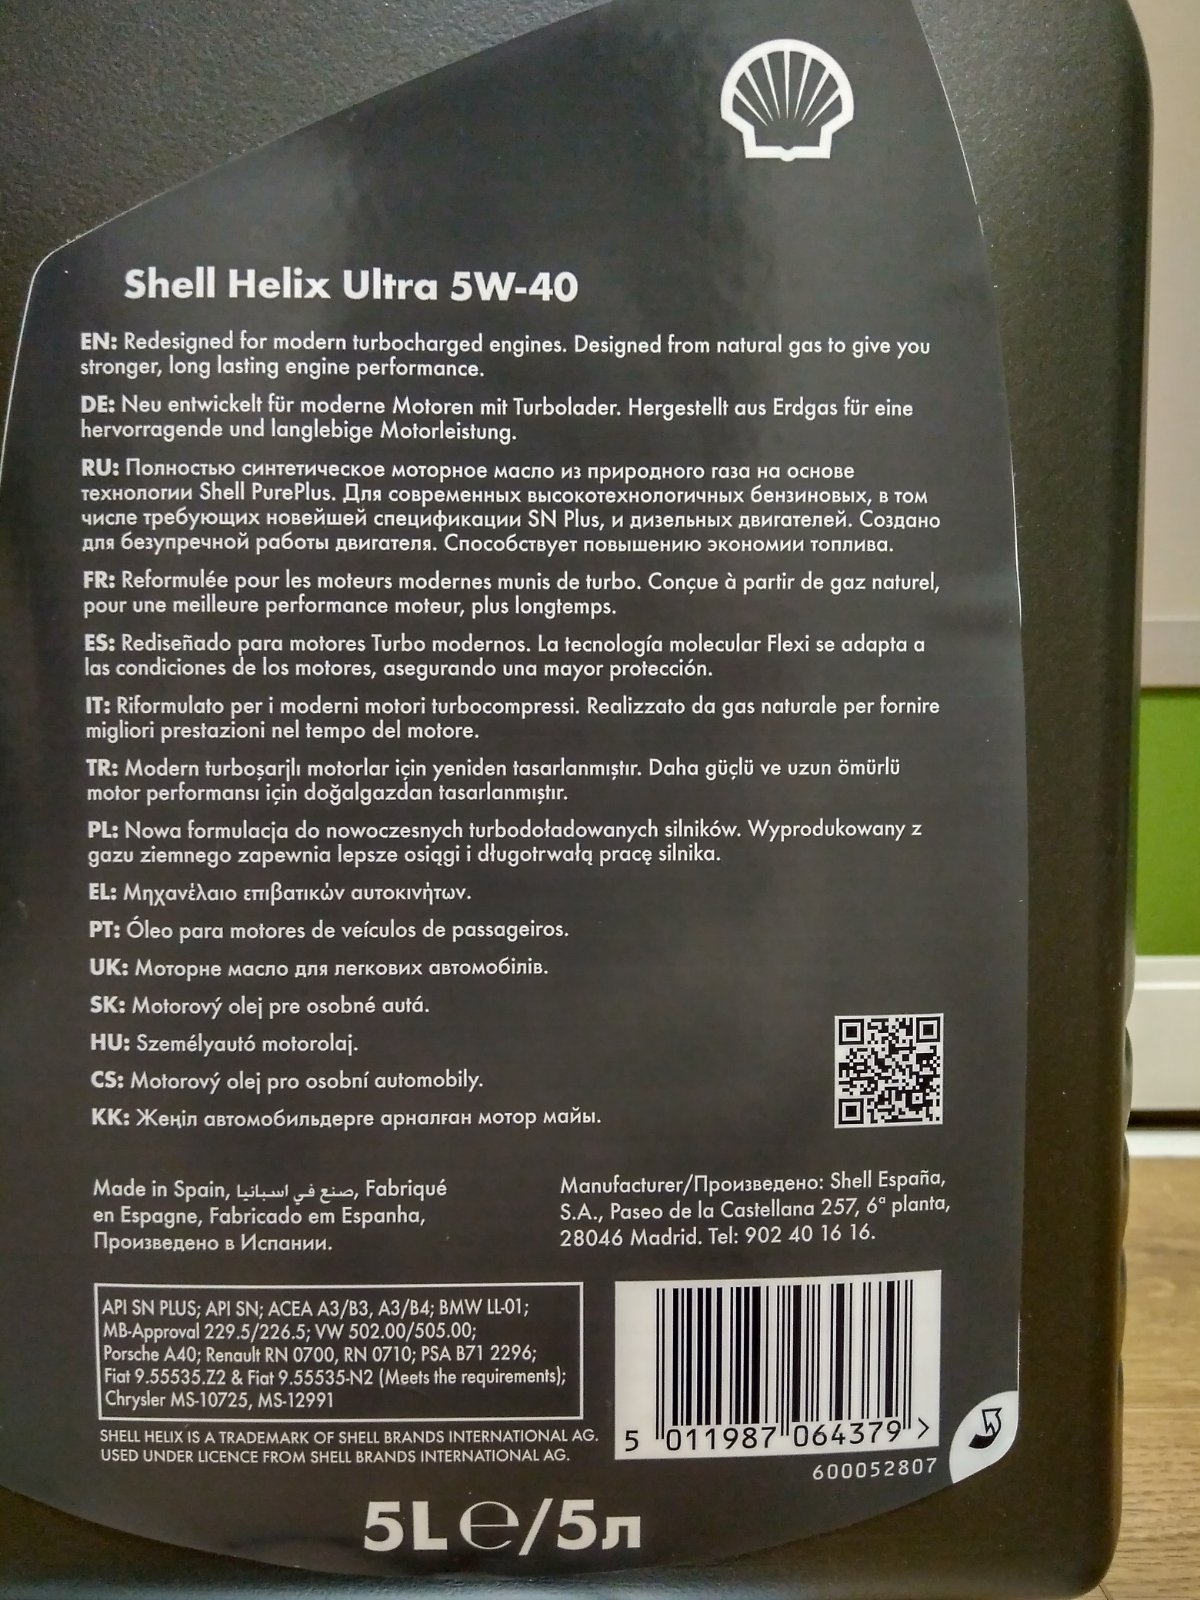 Shell Helix Ultra 5W-40
EN: Redesigned for modern turbocharged engines. Designed from natural gas to give you
stronger, long lasting engine performance.
DE: Neu entwickelt für moderne Motoren mit Turbolader. Hergestellt aus Erdgas für eine
hervorragende und langlebige Motorleistung.
RU: Полностью синтетическое моторное масло из природного газа на основе
технологии Shell PurePlus. Для современных высокотехнологичных бензиновых, в том
числе требующих новейшей спецификации SN Plus, и дизельных двигателей. Создано
для безупречной работы двигателя. Способствует повышению экономии топлива.
FR: Reformulée pour les moteurs modernes munis de turbo. Conçue à partir de gaz naturel,
pour une meilleure performance moteur, plus longtemps.
ES: Rediseñado para motores Turbo modernos. La tecnología molecular Flexi se adapta a
las condiciones de los motores, asegurando una mayor protección.
IT: Riformulato per i moderni motori turbocompressi. Realizzato da gas naturale per fornire
migliori prestazioni nel tempo del motore.
TR: Modern turboşarjlı motorlar için yeniden tasarlanmıştır. Daha güçlü ve uzun ömürlü
motor performansı için doğalgazdan tasarlanmıştır.
PL: Nowa formulacja do nowoczesnych turbodoładowanych silników. Wyprodukowany z
gazu ziemnego zapewnia lepsze osiągi i długotrwałą pracę silnika.
EL: Μηχανέλαιο επιβατικών αυτοκινήτων.
PT: Óleo para motores de veículos de passageiros.
UK: Моторне масло для легкових автомобілів.
SK: Motorový olej pre osobné autá.
HU: Személyautó motorolaj.
CS: Motorový olej pro osobní automobily.
KK: Жеңіл автомобильдерге арналған мотор майы.
Made in Spain, صنع في اسبانيا, Fabriqué
en Espagne, Fabricado em Espanha,
Произведено в Испании.
Manufacturer/Произведено: Shell España,
S.A., Paseo de la Castellana 257, 6ª planta,
28046 Madrid. Tel: 902 40 16 16.
API SN PLUS; API SN; ACEA A3/B3, A3/B4; BMW LL-01;
MB-Approval 229.5/226.5; VW 502.00/505.00;
Porsche A40; Renault RN 0700, RN 0710; PSA B71 2296;
Fiat 9.55535.Z2 & Fiat 9.55535-N2 (Meets the requirements);
Chrysler MS-10725, MS-12991
SHELL HELIX IS A TRADEMARK OF SHELL BRANDS INTERNATIONAL AG.
USED UNDER LICENCE FROM SHELL BRANDS INTERNATIONAL AG.
5 011987 064379 >
600052807
5L ℮/5л